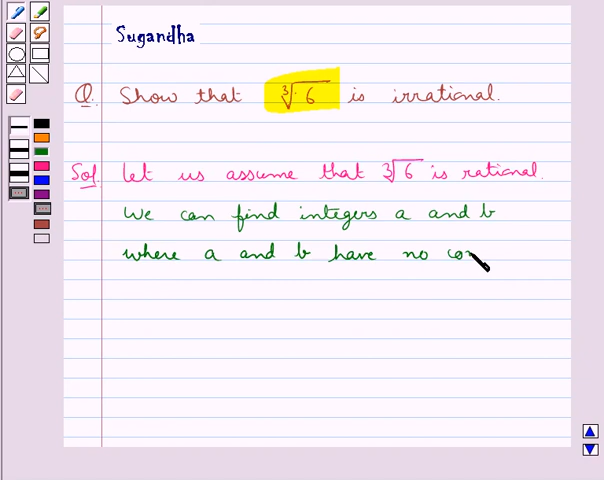 Sugandha
Q. Show that ∛6 is irrational.
Sol. Let us assume that ∛6 is rational.
We can find integers a and b
where a and b have no com